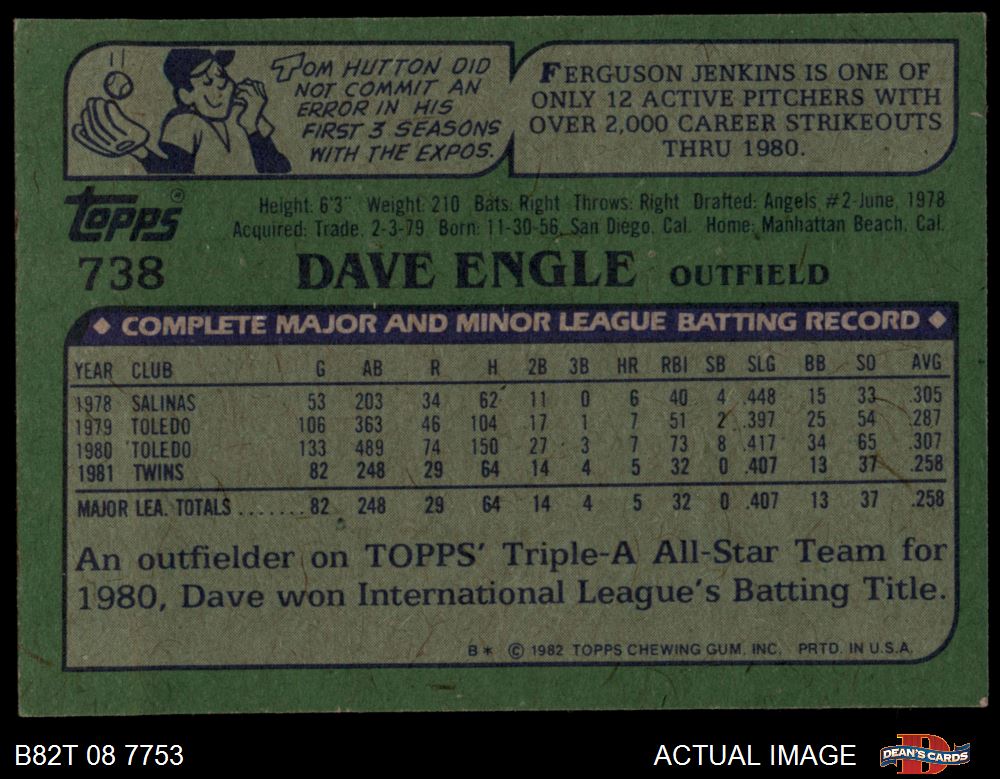 TOM HUTTON DID
NOT COMMIT AN
ERROR IN HIS
FIRST 3 SEASONS
WITH THE EXPOS.
FERGUSON JENKINS IS ONE OF
ONLY 12 ACTIVE PITCHERS WITH
OVER 2,000 CAREER STRIKEOUTS
THRU 1980.
TOPPS®
Height: 6'3" Weight: 210 Bats: Right Throws: Right Drafted: Angels, #2-June, 1978
Acquired: Trade, 2-3-79 Born: 11-30-56, San Diego, Cal. Home: Manhattan Beach, Cal.
738 DAVE ENGLE OUTFIELD
◆ COMPLETE MAJOR AND MINOR LEAGUE BATTING RECORD ◆
YEAR CLUB G AB R H 2B 3B HR RBI SB SLG BB SO AVG
1978 SALINAS 53 203 34 62 11 0 6 40 4 .448 15 33 .305
1979 TOLEDO 106 363 46 104 17 1 7 51 2 .397 25 54 .287
1980 TOLEDO 133 489 74 150 27 3 7 73 8 .417 34 65 .307
1981 TWINS 82 248 29 64 14 4 5 32 0 .407 13 37 .258
MAJOR LEA. TOTALS ....... 82 248 29 64 14 4 5 32 0 .407 13 37 .258
An outfielder on TOPPS' Triple-A All-Star Team for
1980, Dave won International League's Batting Title.
B* © 1982 TOPPS CHEWING GUM, INC. PRTD. IN U.S.A.
B82T 08 7753 ACTUAL IMAGE DEAN'S CARDS